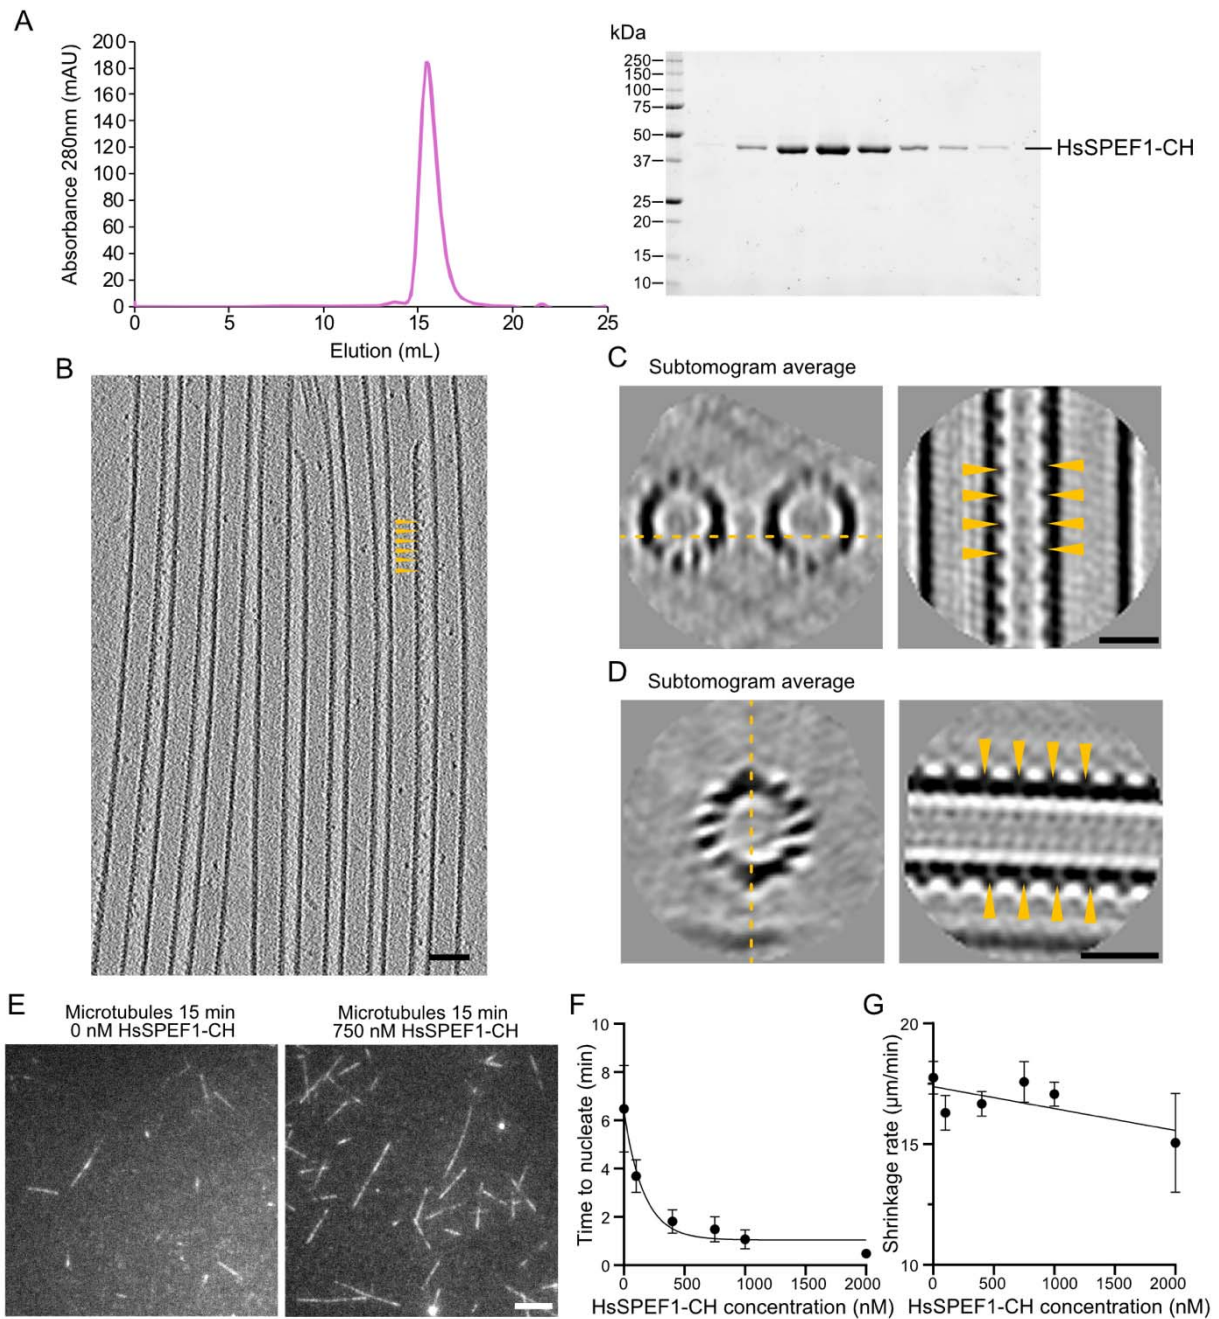 A
200
180
160
140
120
100
80
60
40
20
0
Absorbance 280nm (mAU)
0 5 10 15 20 25
Elution (mL)
kDa
250
150
100
75
50
37
25
20
15
10
HsSPEF1-CH
B
C
Subtomogram average
D
Subtomogram average
E
Microtubules 15 min
0 nM HsSPEF1-CH
Microtubules 15 min
750 nM HsSPEF1-CH
F
10
8
6
4
2
0
Time to nucleate (min)
0 500 1000 1500 2000
HsSPEF1-CH concentration (nM)
G
20
15
10
Shrinkage rate (µm/min)
0 500 1000 1500 2000
HsSPEF1-CH concentration (nM)